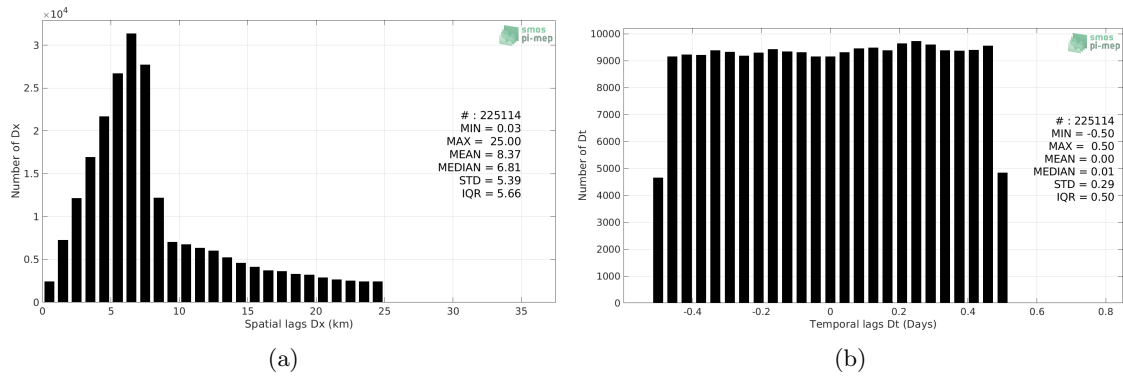 ×10⁴
3
2.5
2
1.5
1
0.5
0
Number of Dx
0 5 10 15 20 25 30 35
Spatial lags Dx (km)
smos
pi-mep
# : 225114
MIN = 0.03
MAX = 25.00
MEAN = 8.37
MEDIAN = 6.81
STD = 5.39
IQR = 5.66
(a)
10000
9000
8000
7000
6000
5000
4000
3000
2000
1000
0
Number of Dt
-0.4 -0.2 0 0.2 0.4 0.6 0.8
Temporal lags Dt (Days)
smos
pi-mep
# : 225114
MIN = -0.50
MAX = 0.50
MEAN = 0.00
MEDIAN = 0.01
STD = 0.29
IQR = 0.50
(b)